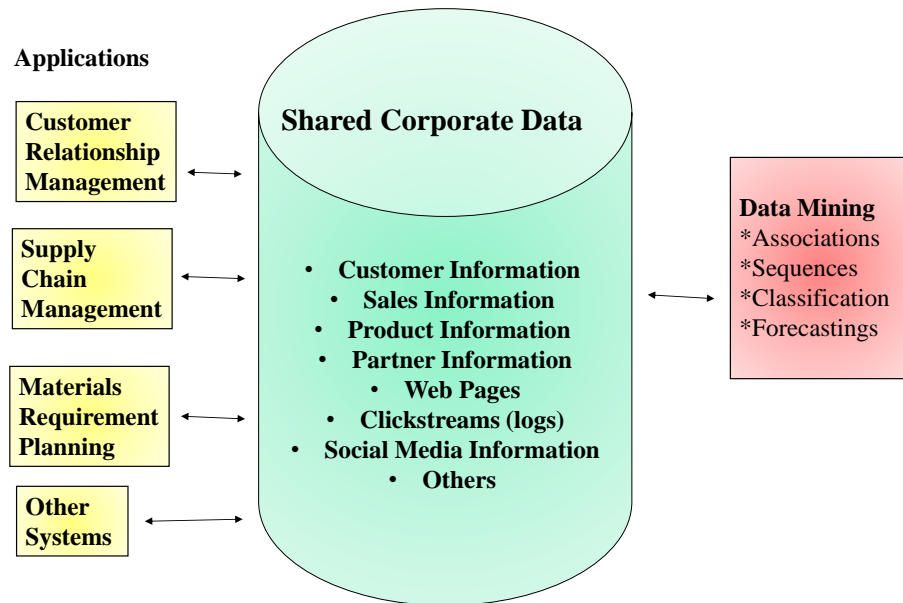 Applications
Customer
Relationship
Management
Supply
Chain
Management
Materials
Requirement
Planning
Other
Systems
Shared Corporate Data
• Customer Information
• Sales Information
• Product Information
• Partner Information
• Web Pages
• Clickstreams (logs)
• Social Media Information
• Others
Data Mining
*Associations
*Sequences
*Classification
*Forecastings